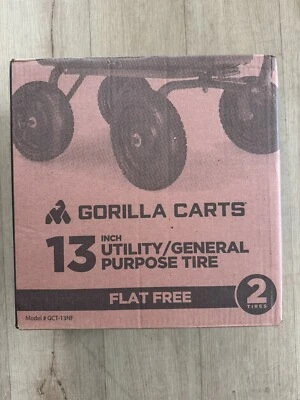 GORILLA CARTS
13 INCH
UTILITY/GENERAL
PURPOSE TIRE
FLAT FREE
2
TIRES
Model # GCT-13NF